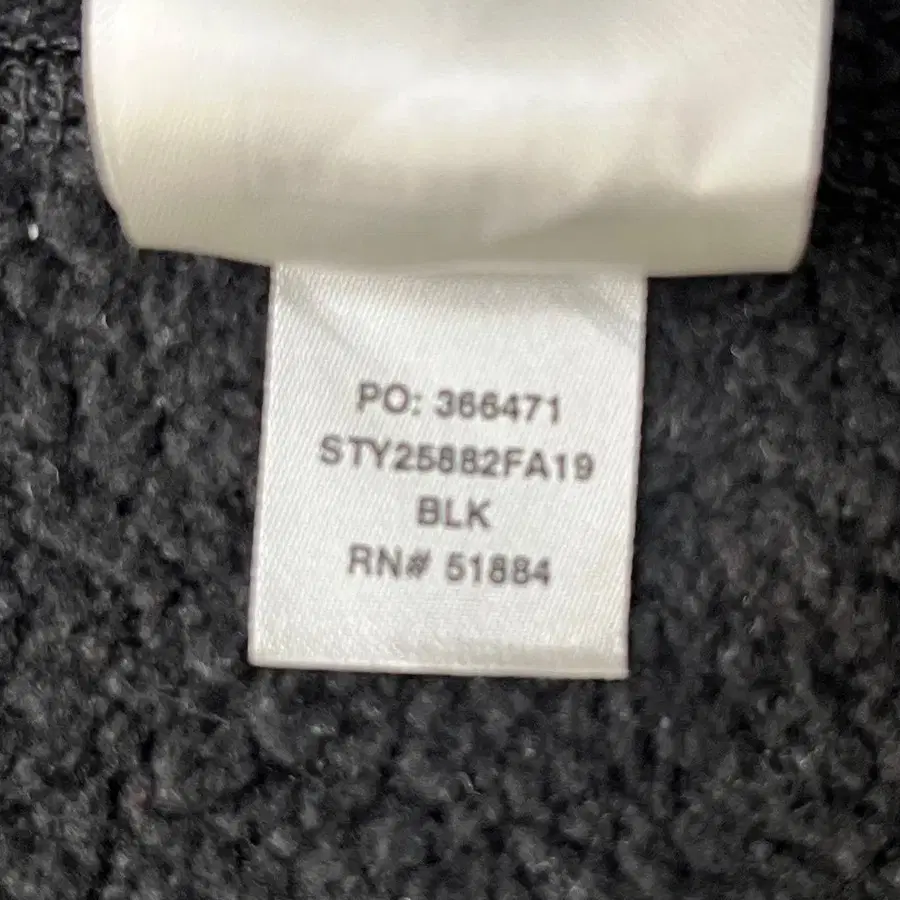 PO: 366471
STY25882FA19
BLK
RN# 51884